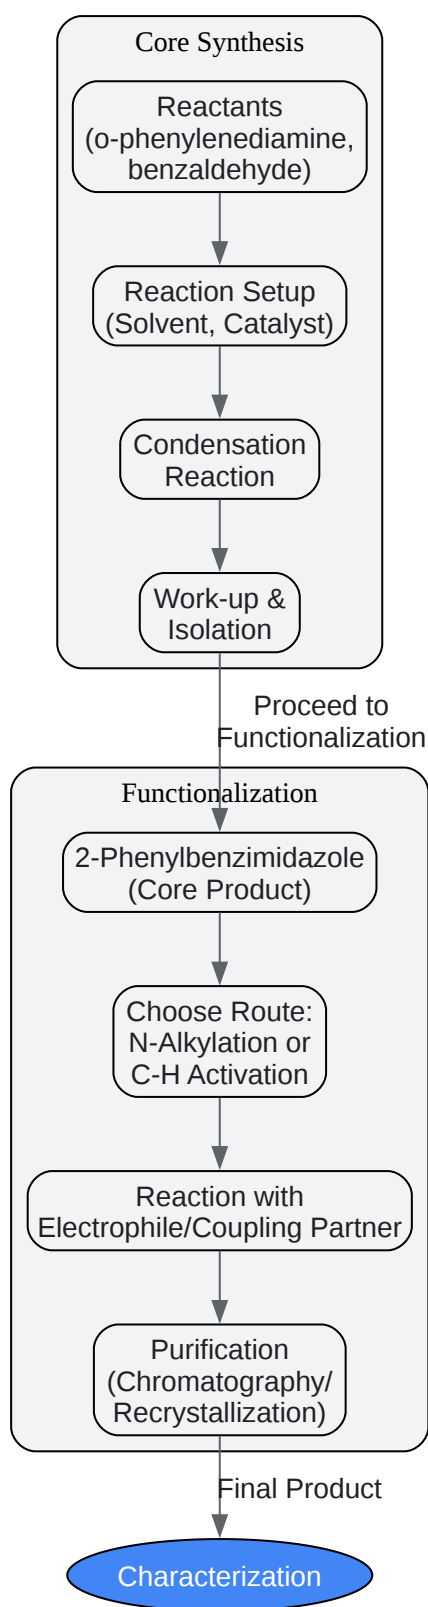 Core Synthesis
Reactants
(o-phenylenediamine,
benzaldehyde)
Reaction Setup
(Solvent, Catalyst)
Condensation
Reaction
Work-up &
Isolation
Proceed to
Functionalization
Functionalization
2-Phenylbenzimidazole
(Core Product)
Choose Route:
N-Alkylation or
C-H Activation
Reaction with
Electrophile/Coupling Partner
Purification
(Chromatography/
Recrystallization)
Final Product
Characterization